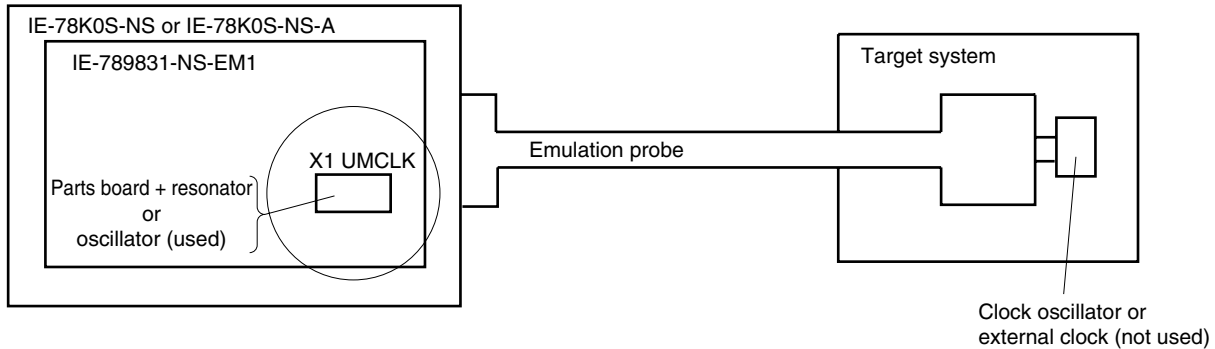 IE-78K0S-NS or IE-78K0S-NS-A
IE-789831-NS-EM1
X1 UMCLK
Parts board + resonator
or
oscillator (used)
Emulation probe
Target system
Clock oscillator or
external clock (not used)